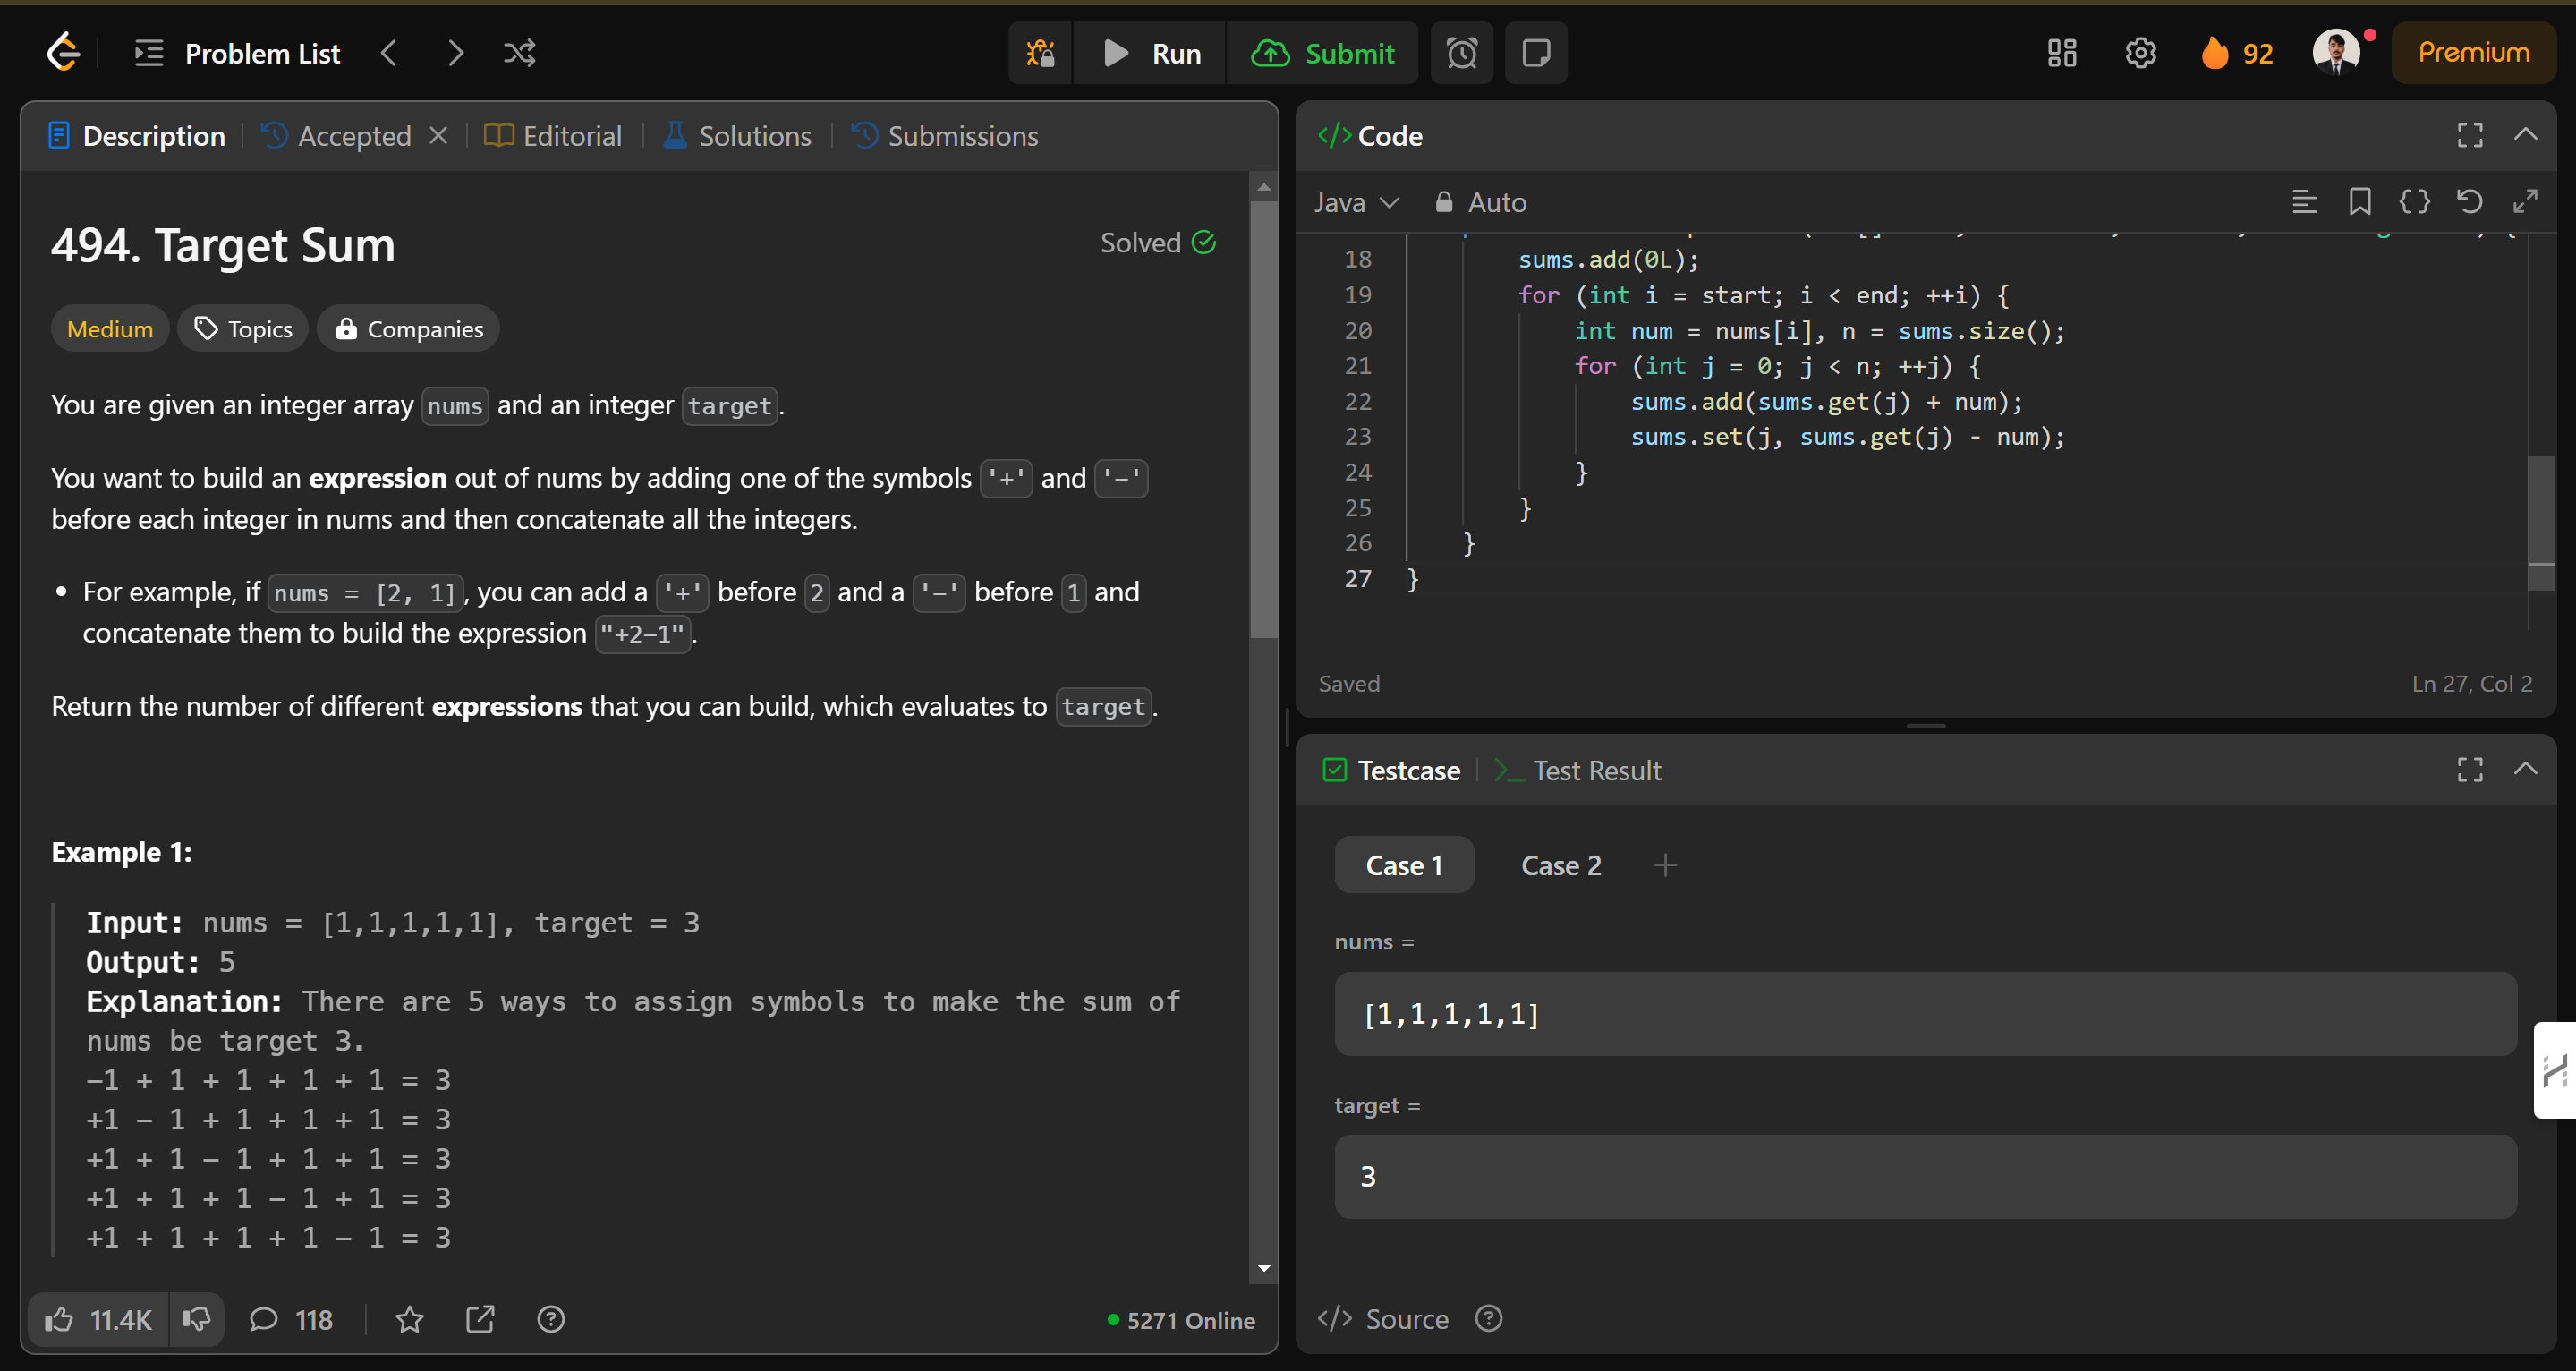 Problem List
Run
Submit
92
Premium
Description
Accepted
Editorial
Solutions
Submissions
494. Target Sum
Solved
Medium
Topics
Companies
You are given an integer array nums and an integer target.
You want to build an expression out of nums by adding one of the symbols '+' and '-'
before each integer in nums and then concatenate all the integers.
• For example, if nums = [2, 1], you can add a '+' before 2 and a '-' before 1 and
concatenate them to build the expression "+2-1".
Return the number of different expressions that you can build, which evaluates to target.
Example 1:
Input: nums = [1,1,1,1,1], target = 3
Output: 5
Explanation: There are 5 ways to assign symbols to make the sum of
nums be target 3.
-1 + 1 + 1 + 1 + 1 = 3
+1 - 1 + 1 + 1 + 1 = 3
+1 + 1 - 1 + 1 + 1 = 3
+1 + 1 + 1 - 1 + 1 = 3
+1 + 1 + 1 + 1 - 1 = 3
11.4K
118
5271 Online
</> Code
Java
Auto
18 sums.add(0L);
19 for (int i = start; i < end; ++i) {
20 int num = nums[i], n = sums.size();
21 for (int j = 0; j < n; ++j) {
22 sums.add(sums.get(j) + num);
23 sums.set(j, sums.get(j) - num);
24 }
25 }
26 }
27 }
Saved
Ln 27, Col 2
Testcase
Test Result
Case 1
Case 2
+
nums =
[1,1,1,1,1]
target =
3
</> Source